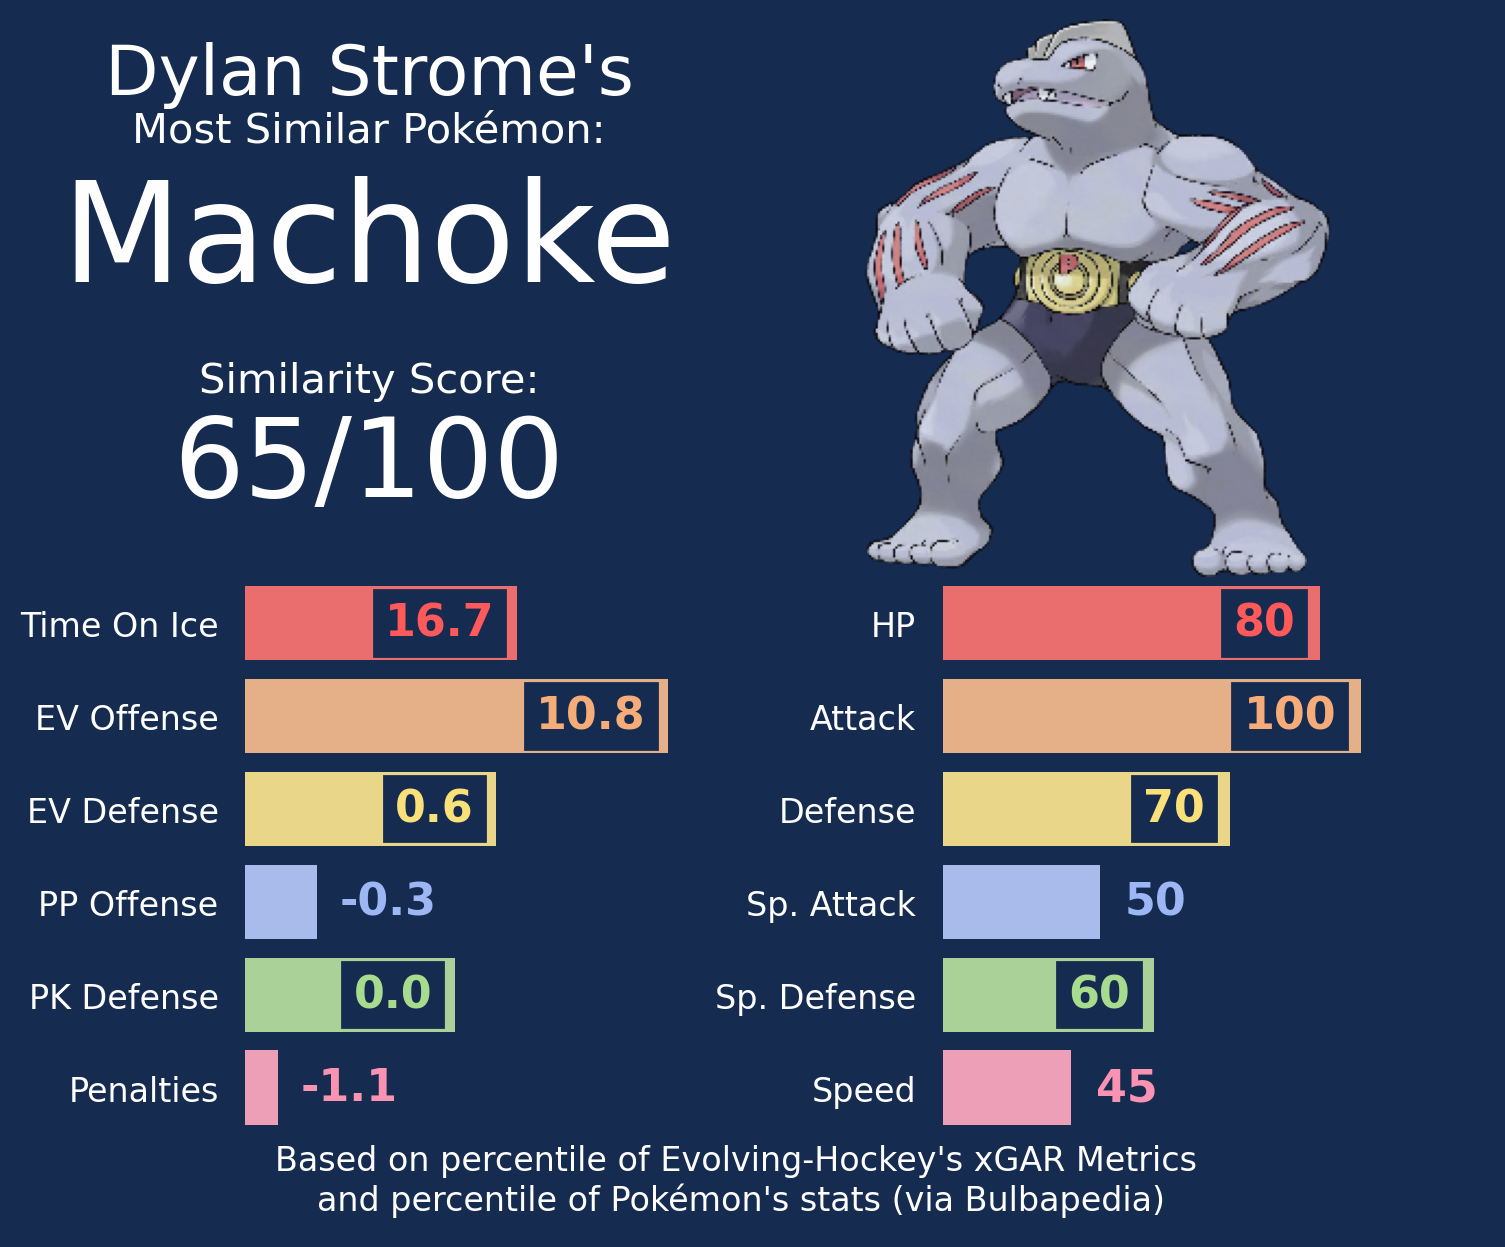 Dylan Strome's
Most Similar Pokémon:
Machoke
Similarity Score:
65/100
P
Time On Ice 16.7
EV Offense 10.8
EV Defense 0.6
PP Offense -0.3
PK Defense 0.0
Penalties -1.1
HP 80
Attack 100
Defense 70
Sp. Attack 50
Sp. Defense 60
Speed 45
Based on percentile of Evolving-Hockey's xGAR Metrics
and percentile of Pokémon's stats (via Bulbapedia)